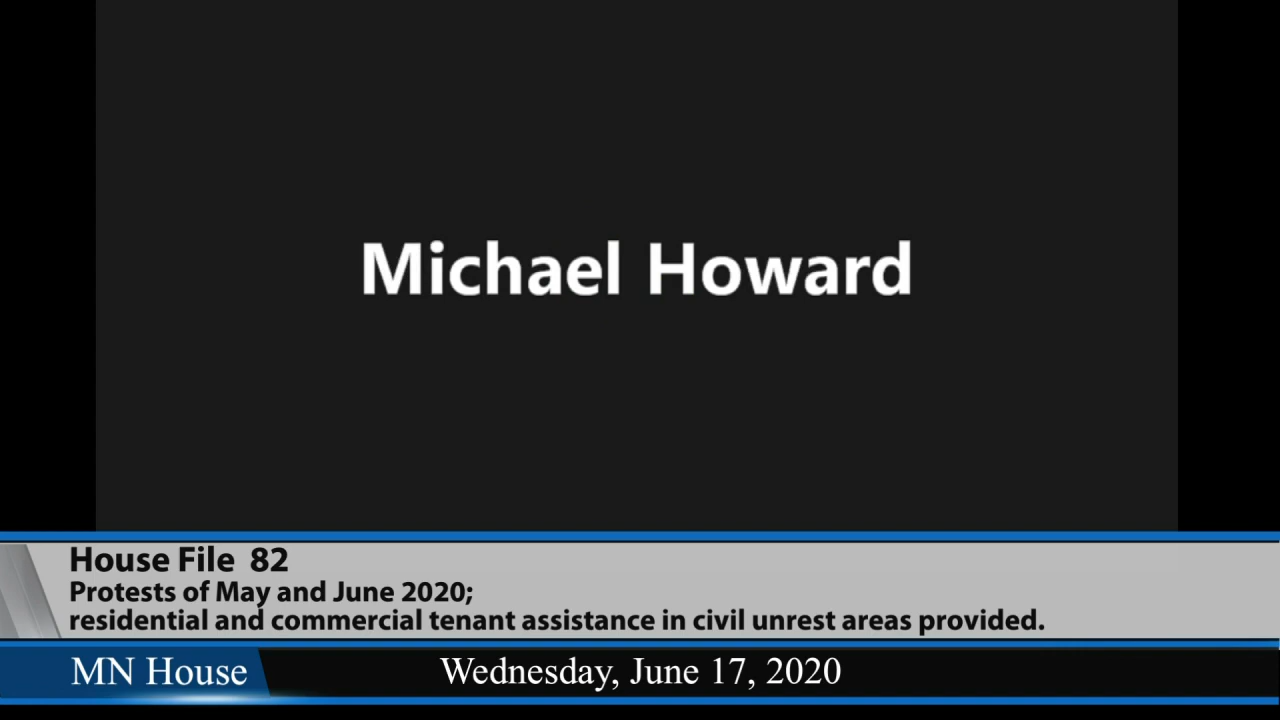 Michael Howard
House File 82
Protests of May and June 2020;
residential and commercial tenant assistance in civil unrest areas provided.
MN House
Wednesday, June 17, 2020